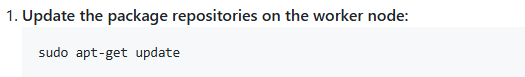 1. Update the package repositories on the worker node:
sudo apt-get update